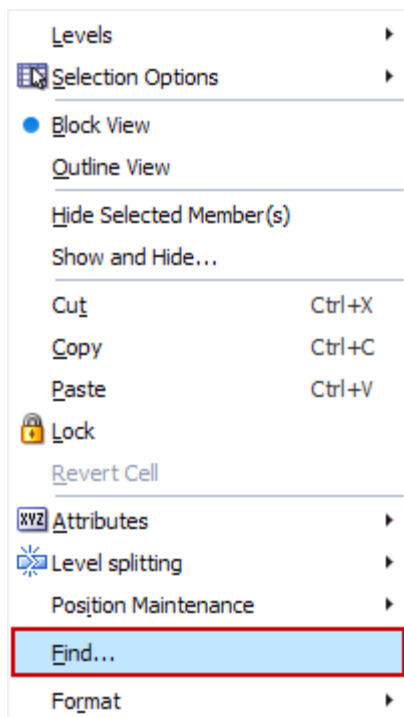 Levels
Selection Options
Block View
Outline View
Hide Selected Member(s)
Show and Hide...
Cut Ctrl+X
Copy Ctrl+C
Paste Ctrl+V
Lock
Revert Cell
XYZ Attributes
Level splitting
Position Maintenance
Find...
Format